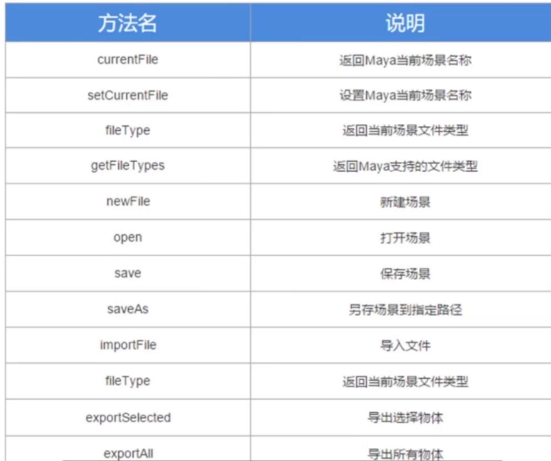 方法名 说明
currentFile 返回Maya当前场景名称
setCurrentFile 设置Maya当前场景名称
fileType 返回当前场景文件类型
getFileTypes 返回Maya支持的文件类型
newFile 新建场景
open 打开场景
save 保存场景
saveAs 另存场景到指定路径
importFile 导入文件
fileType 返回当前场景文件类型
exportSelected 导出选择物体
exportAll 导出所有物体